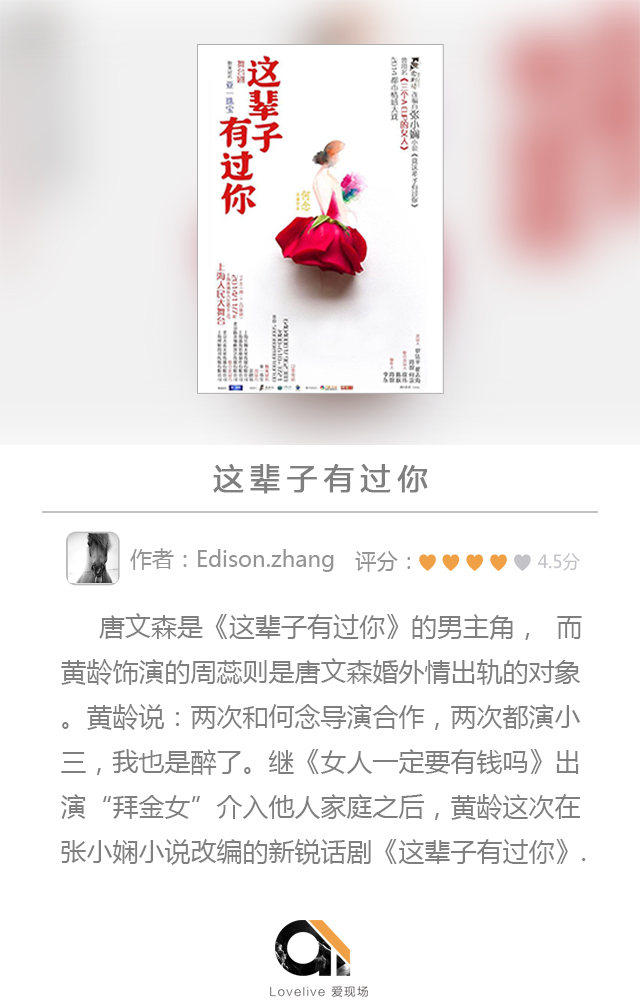 这辈子
有过你
舞台剧
何念
上海人民大舞台
这辈子有过你
作者：Edison.zhang 评分： 4.5分
唐文森是《这辈子有过你》的男主角， 而
黄龄饰演的周蕊则是唐文森婚外情出轨的对象
。黄龄说：两次和何念导演合作，两次都演小
三，我也是醉了。继《女人一定要有钱吗》出
演“拜金女”介入他人家庭之后，黄龄这次在
张小娴小说改编的新锐话剧《这辈子有过你》.
Lovelive 爱现场